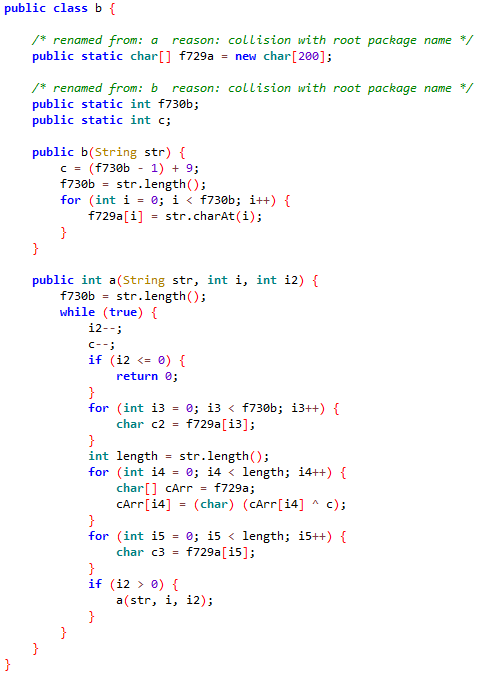 public class b {
/* renamed from: a  reason: collision with root package name */
public static char[] f729a = new char[200];
/* renamed from: b  reason: collision with root package name */
public static int f730b;
public static int c;
public b(String str) {
c = (f730b - 1) + 9;
f730b = str.length();
for (int i = 0; i < f730b; i++) {
f729a[i] = str.charAt(i);
}
}
public int a(String str, int i, int i2) {
f730b = str.length();
while (true) {
i2--;
c--;
if (i2 <= 0) {
return 0;
}
for (int i3 = 0; i3 < f730b; i3++) {
char c2 = f729a[i3];
}
int length = str.length();
for (int i4 = 0; i4 < length; i4++) {
char[] cArr = f729a;
cArr[i4] = (char) (cArr[i4] ^ c);
}
for (int i5 = 0; i5 < length; i5++) {
char c3 = f729a[i5];
}
if (i2 > 0) {
a(str, i, i2);
}
}
}
}